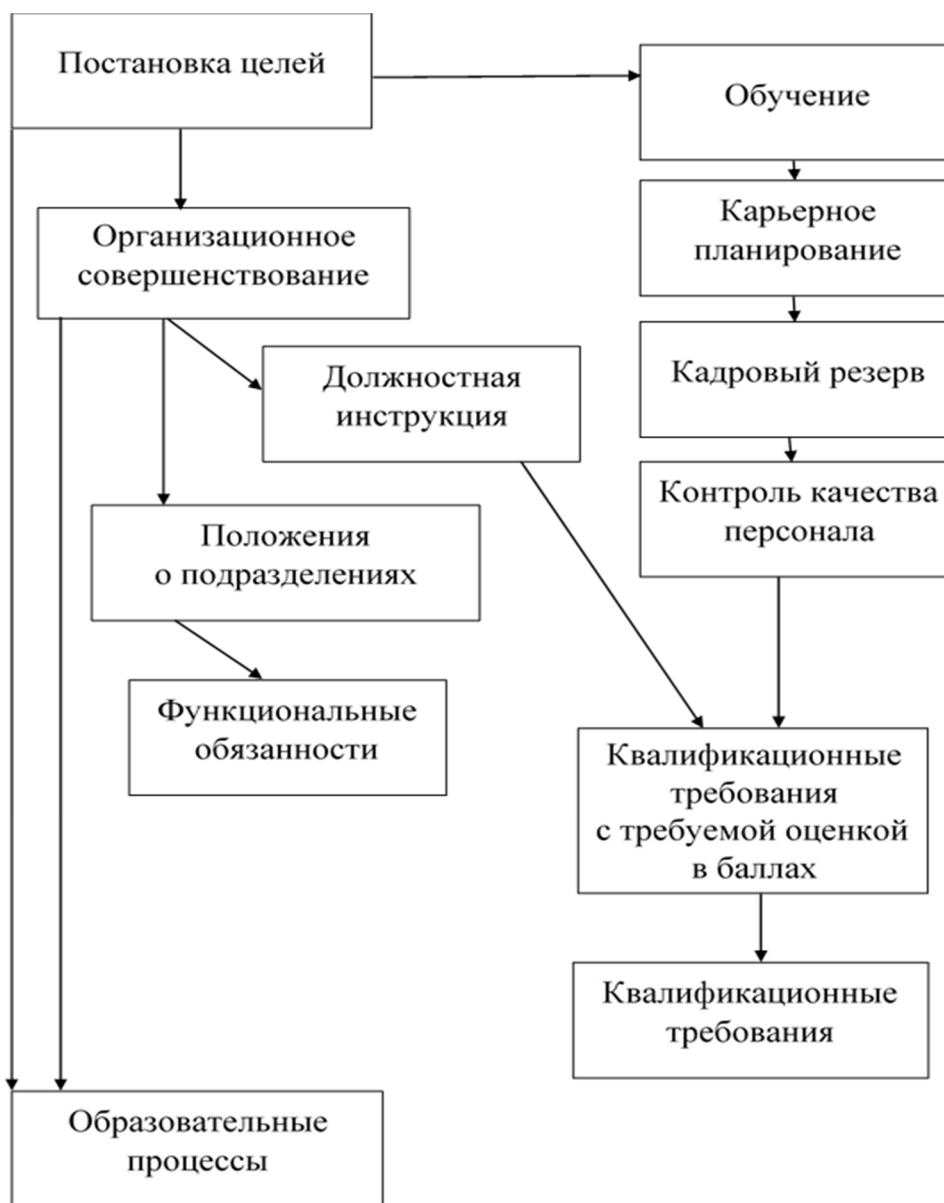 Постановка целей
Обучение
Карьерное
планирование
Организационное
совершенствование
Должностная
инструкция
Кадровый резерв
Контроль качества
персонала
Положения
о подразделениях
Функциональные
обязанности
Квалификационные
требования
с требуемой оценкой
в баллах
Квалификационные
требования
Образовательные
процессы